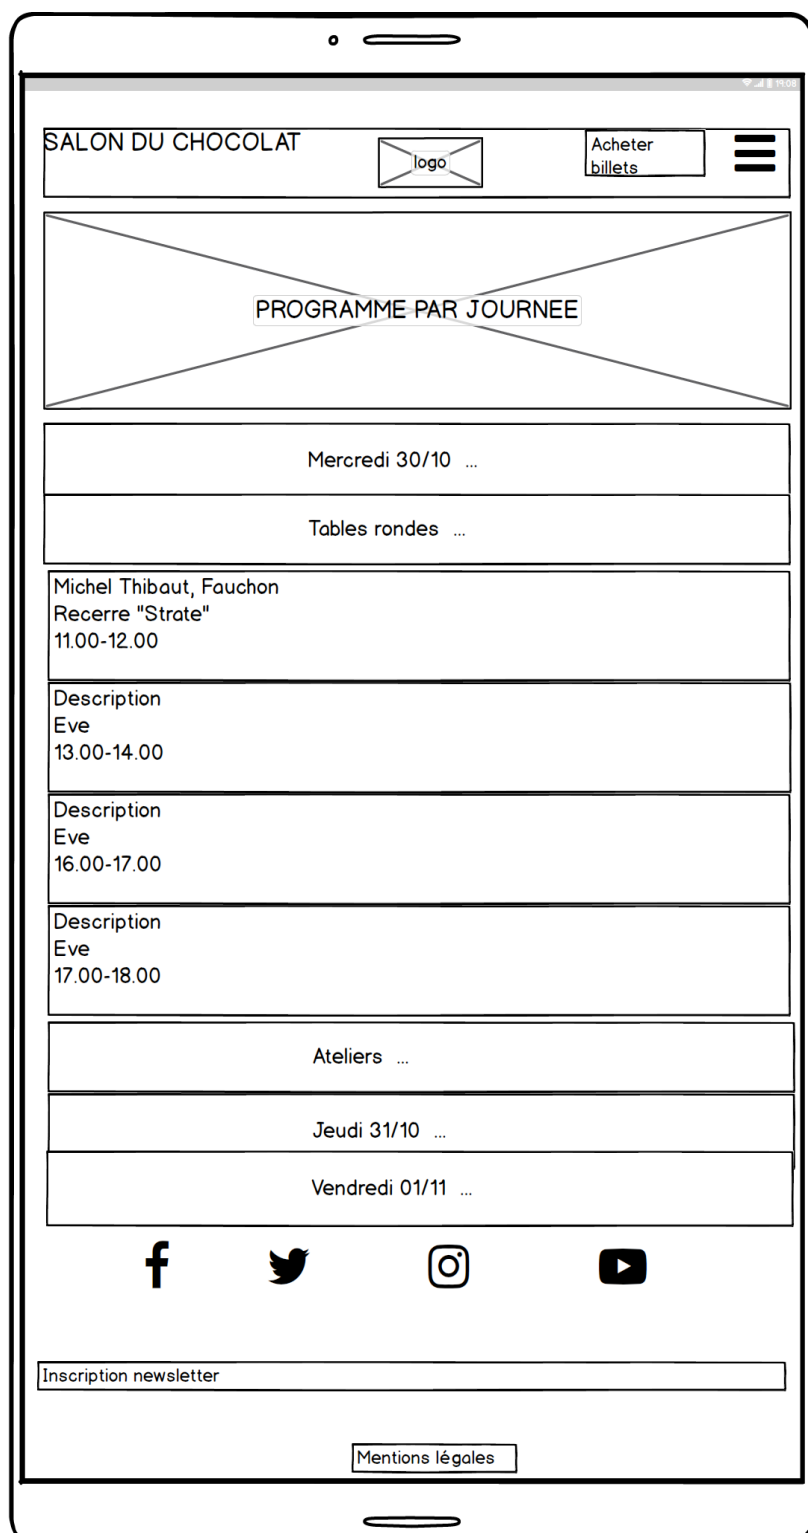 19:08
SALON DU CHOCOLAT
logo
Acheter
billets
PROGRAMME PAR JOURNEE
Mercredi 30/10 ...
Tables rondes ...
Michel Thibaut, Fauchon
Recerre "Strate"
11.00-12.00
Description
Eve
13.00-14.00
Description
Eve
16.00-17.00
Description
Eve
17.00-18.00
Ateliers ...
Jeudi 31/10 ...
Vendredi 01/11 ...
Inscription newsletter
Mentions légales